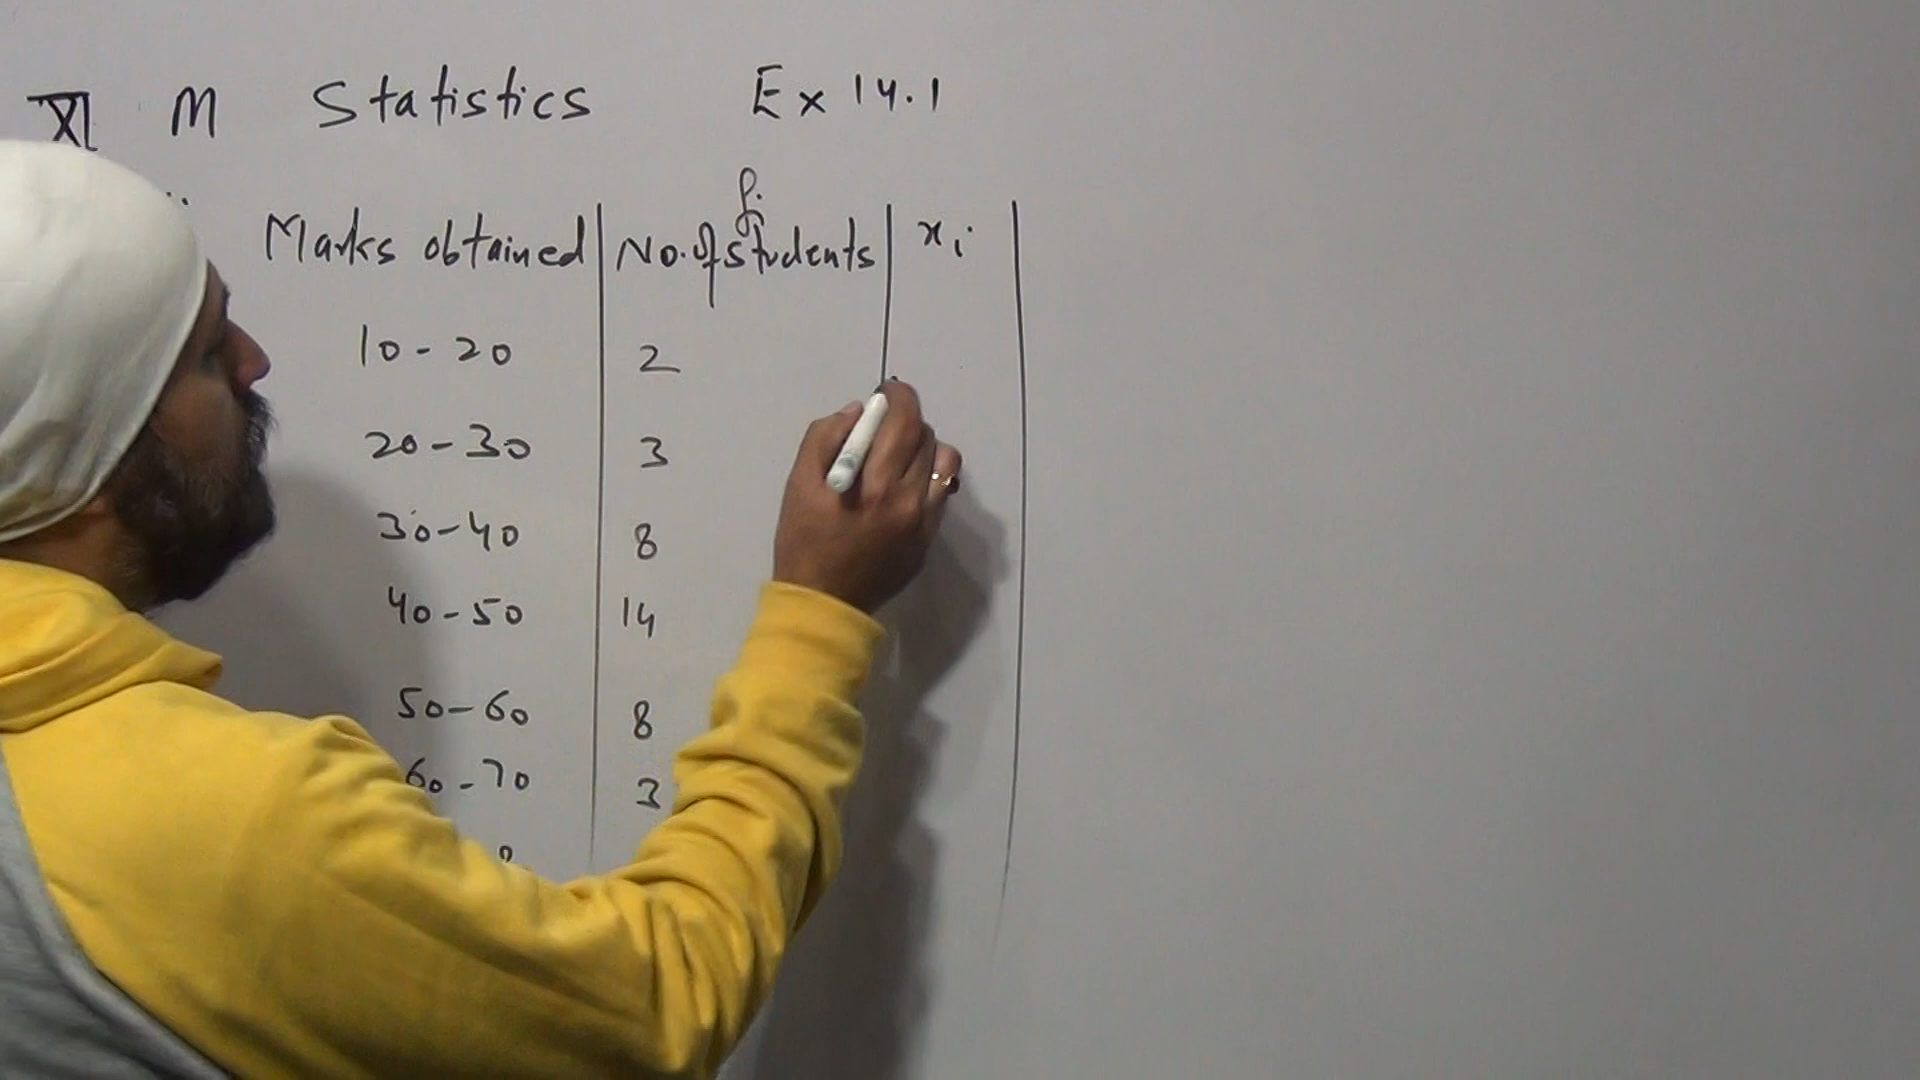 XI M Statistics Ex 14.1
f.
Marks obtained No. of students xi
10-20 2
20-30 3
30-40 8
40-50 14
50-60 8
60-70 3